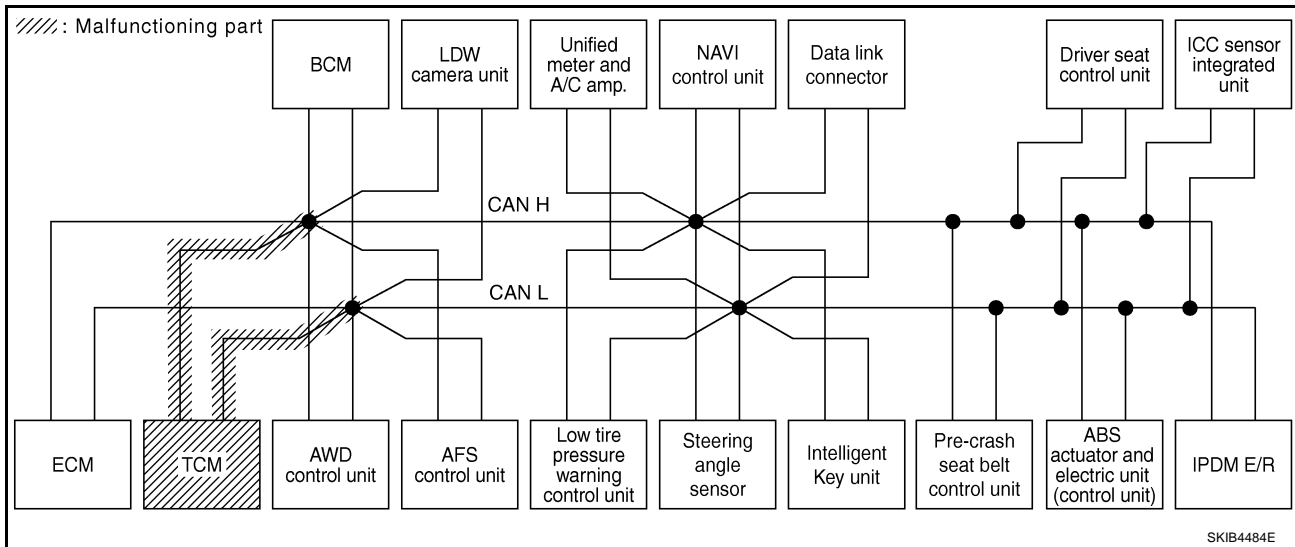 : Malfunctioning part
BCM
LDW
camera unit
Unified
meter and
A/C amp.
NAVI
control unit
Data link
connector
Driver seat
control unit
ICC sensor
integrated
unit
CAN H
CAN L
ECM
TCM
AWD
control unit
AFS
control unit
Low tire
pressure
warning
control unit
Steering
angle
sensor
Intelligent
Key unit
Pre-crash
seat belt
control unit
ABS
actuator and
electric unit
(control unit)
IPDM E/R
SKIB4484E